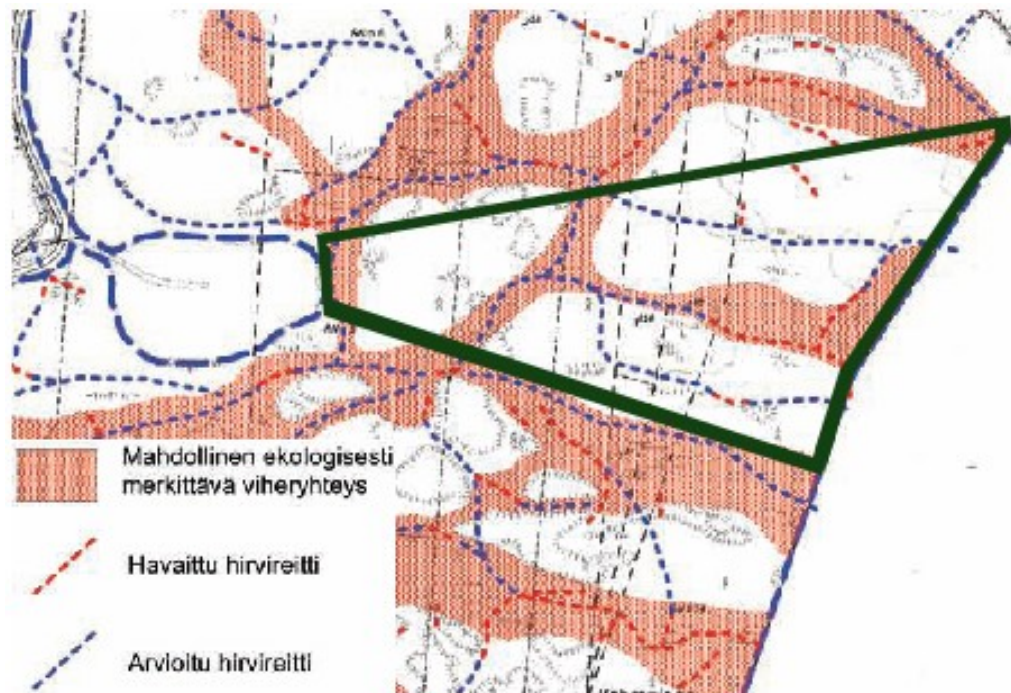 Mahdollinen ekologisesti
merkittävä viheryhteys
Havaittu hirvireitti
Arvioitu hirvireitti